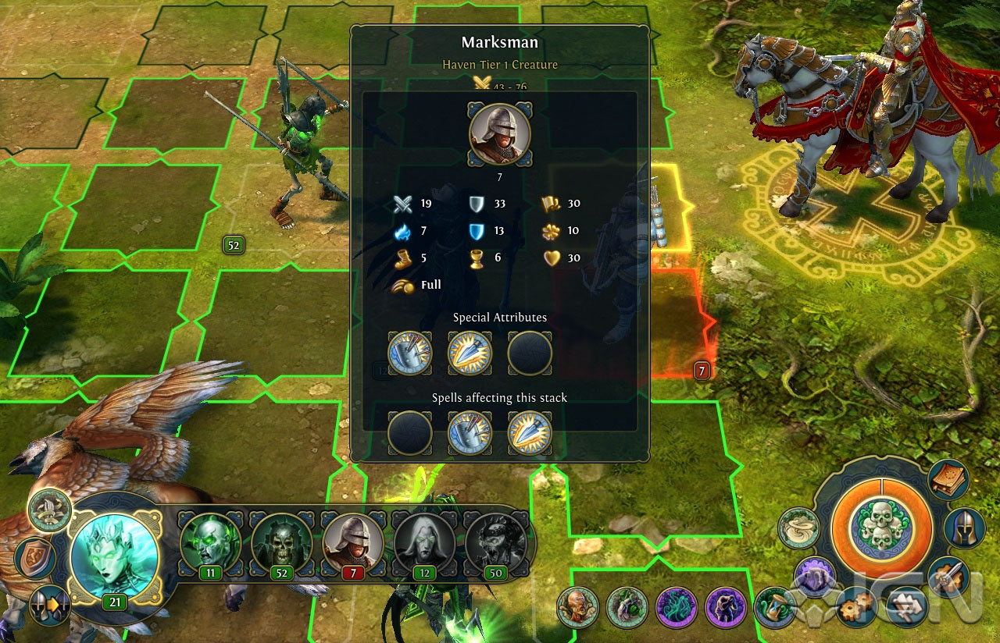 Marksman
Haven Tier 1 Creature
43 - 76
7
19 33 30
7 13 10
5 6 30
Full
Special Attributes
Spells affecting this stack
52
12
7
21
11 52 7 12 50
IGN